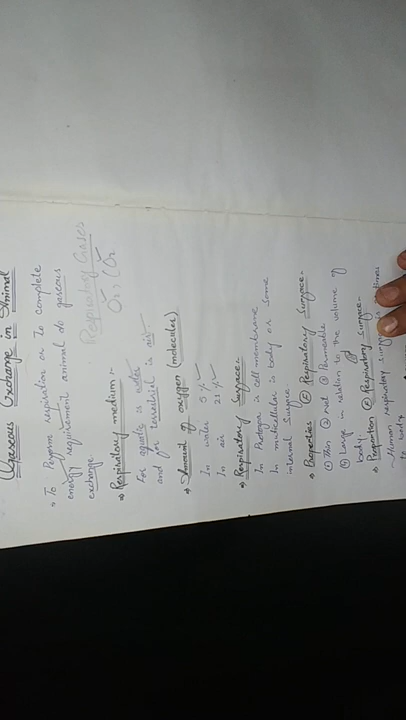 Gaseous Exchange in Animal
→ To Perform respiration or To complete
energy requirement animal do gaseous
exchange.
Respiratory Gases
O2, CO2
⇒ Respiratory medium :-
For aquatic is water
and for terrestrial is air.
⇒ Amount of oxygen (molecules)
In water 5 %
In air 21 %
⇒ Respiratory Surface:-
In Protozoa is cell membrane
In multicellular is body or some
internal surface.
⇒ Properties of Respiratory Surface.
① Thin ② Wet ③ Permeable
④ Large in relation to the volume of
body.
⇒ Proportion of Respiratory Surface.
→ Human respiratory surface is times
to body